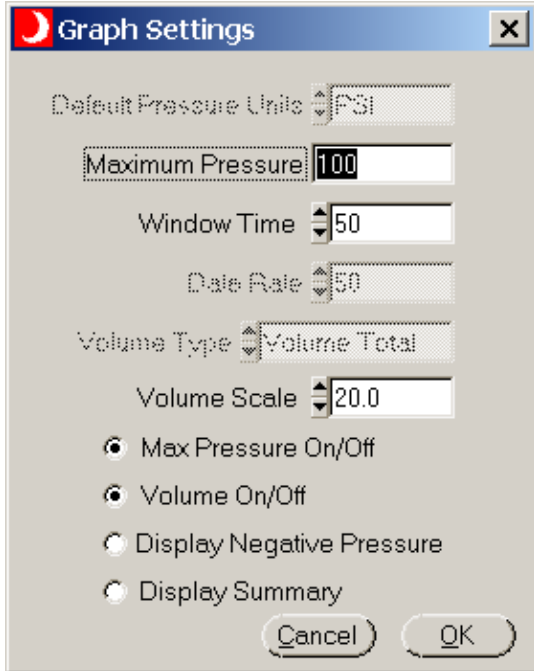 Graph Settings
Default Pressure Units PSI
Maximum Pressure 100
Window Time 50
Date Rate 50
Volume Type Volume Total
Volume Scale 20.0
Max Pressure On/Off
Volume On/Off
Display Negative Pressure
Display Summary
Cancel OK